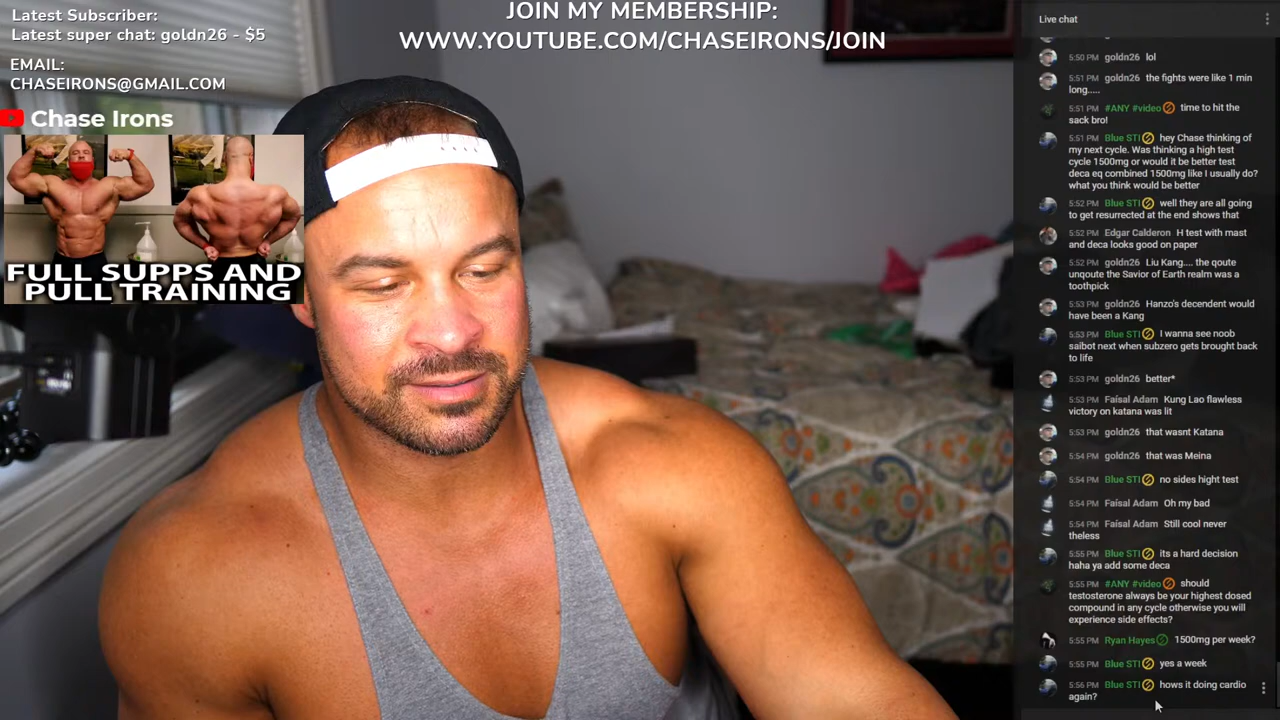 Latest Subscriber:
Latest super chat: goldn26 - $5
EMAIL:
CHASEIRONS@GMAIL.COM
Chase Irons
FULL SUPPS AND
PULL TRAINING
JOIN MY MEMBERSHIP:
WWW.YOUTUBE.COM/CHASEIRONS/JOIN
Live chat
5:50 PM goldn26 lol
5:51 PM goldn26 the fights were like 1 min
long.....
5:51 PM #ANY #video time to hit the
sack bro!
5:51 PM Blue STI hey Chase thinking of
my next cycle. Was thinking a high test
cycle 1500mg or would it be better test
deca eq combined 1500mg like I usually do?
what you think would be better
5:52 PM Blue STI well they are all going
to get resurrected at the end shows that
5:52 PM Edgar Calderon H test with mast
and deca looks good on paper
5:52 PM goldn26 Liu Kang.... the qoute
unqoute the Savior of Earth realm was a
toothpick
5:53 PM goldn26 Hanzo's decendent would
have been a Kang
5:53 PM Blue STI I wanna see noob
saibot next when subzero gets brought back
to life
5:53 PM goldn26 better*
5:53 PM Faisal Adam Kung Lao flawless
victory on katana was lit
5:53 PM goldn26 that wasnt Katana
5:54 PM goldn26 that was Meina
5:54 PM Blue STI no sides hight test
5:54 PM Faisal Adam Oh my bad
5:54 PM Faisal Adam Still cool never
theless
5:55 PM Blue STI its a hard decision
haha ya add some deca
5:55 PM #ANY #video should
testosterone always be your highest dosed
compound in any cycle otherwise you will
experience side effects?
5:55 PM Ryan Hayes 1500mg per week?
5:55 PM Blue STI yes a week
5:56 PM Blue STI hows it doing cardio
again?